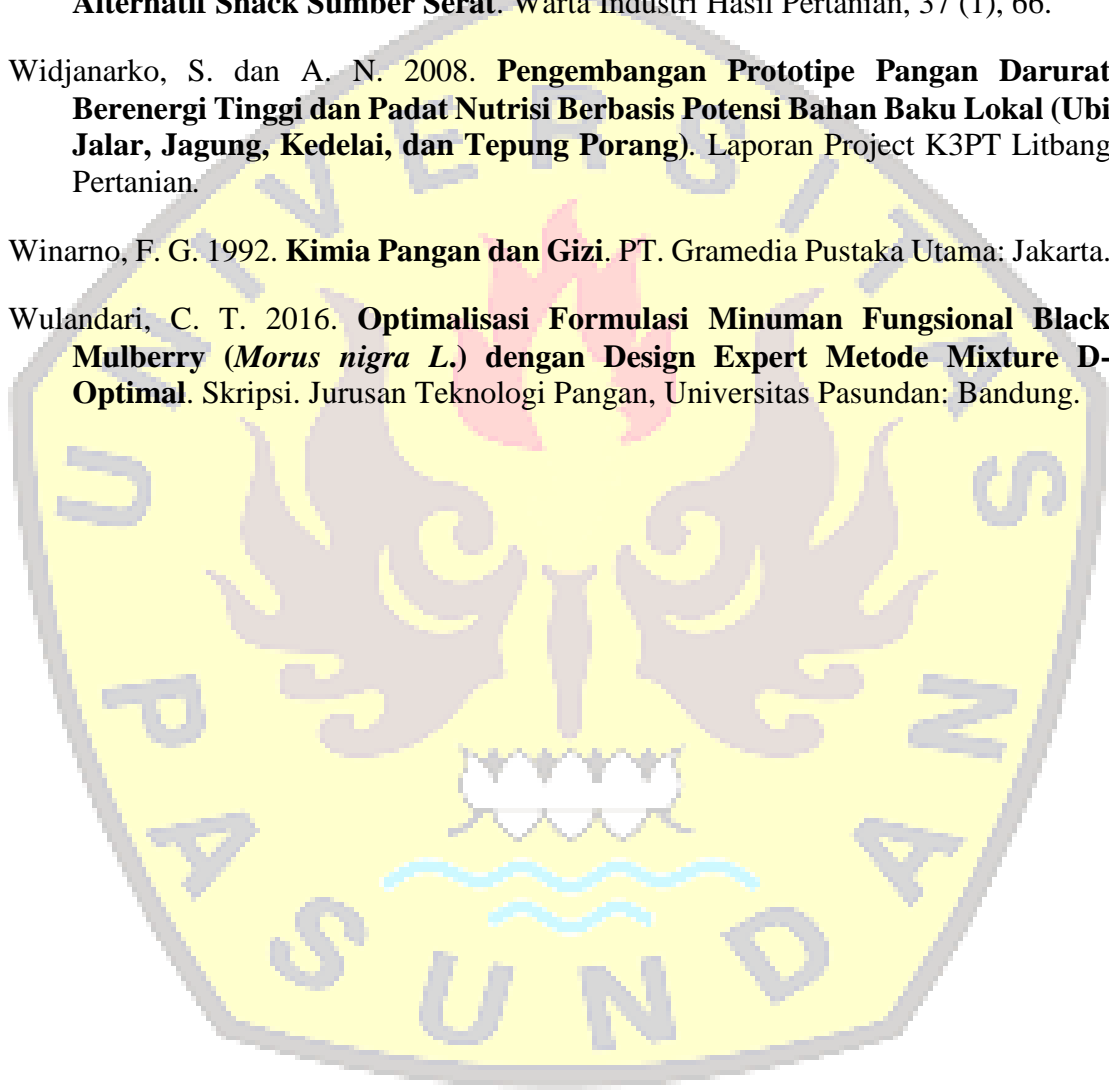 Alternatif Snack Sumber Serat. Warta Industri Hasil Pertanian, 37 (1), 66.
Widjanarko, S. dan A. N. 2008. Pengembangan Prototipe Pangan Darurat
Berenergi Tinggi dan Padat Nutrisi Berbasis Potensi Bahan Baku Lokal (Ubi
Jalar, Jagung, Kedelai, dan Tepung Porang). Laporan Project K3PT Litbang
Pertanian.
Winarno, F. G. 1992. Kimia Pangan dan Gizi. PT. Gramedia Pustaka Utama: Jakarta.
Wulandari, C. T. 2016. Optimalisasi Formulasi Minuman Fungsional Black
Mulberry (Morus nigra L.) dengan Design Expert Metode Mixture D-
Optimal. Skripsi. Jurusan Teknologi Pangan, Universitas Pasundan: Bandung.
UNIVERSITAS
PASUNDAN